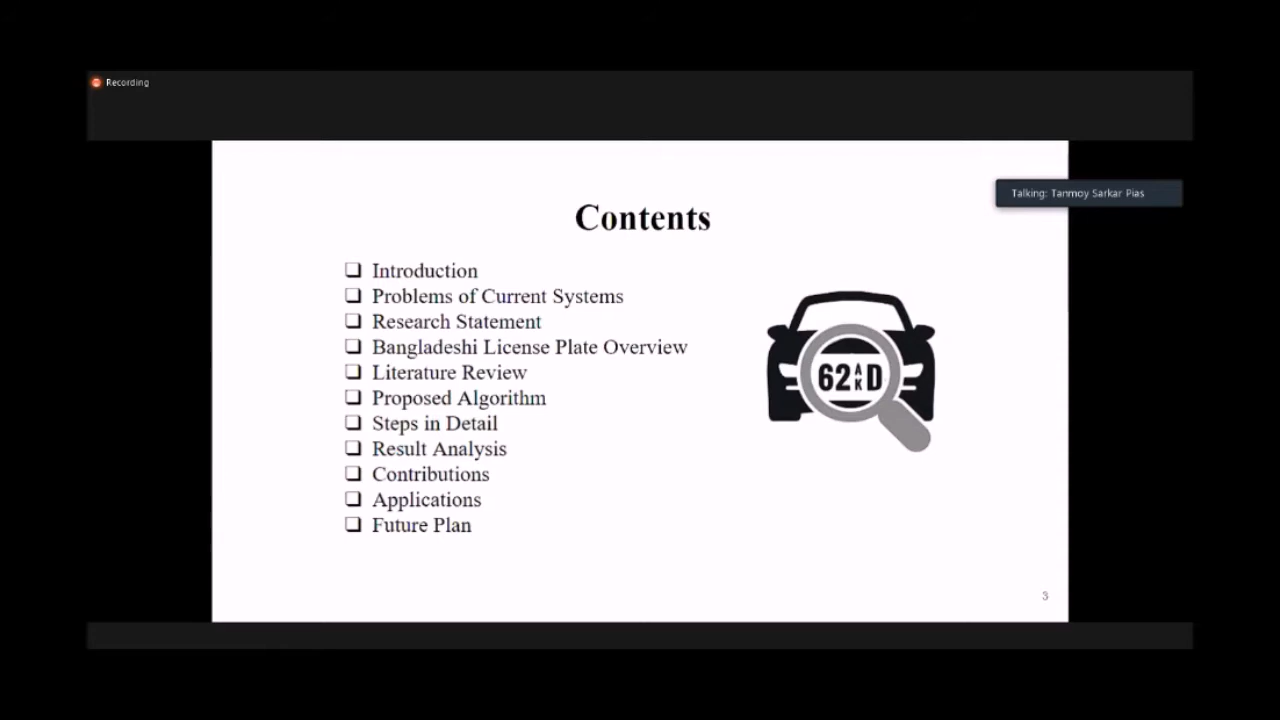 Recording
Talking: Tanmoy Sarkar Pias
Contents
Introduction
Problems of Current Systems
Research Statement
Bangladeshi License Plate Overview
Literature Review
Proposed Algorithm
Steps in Detail
Result Analysis
Contributions
Applications
Future Plan
62 AK D
3